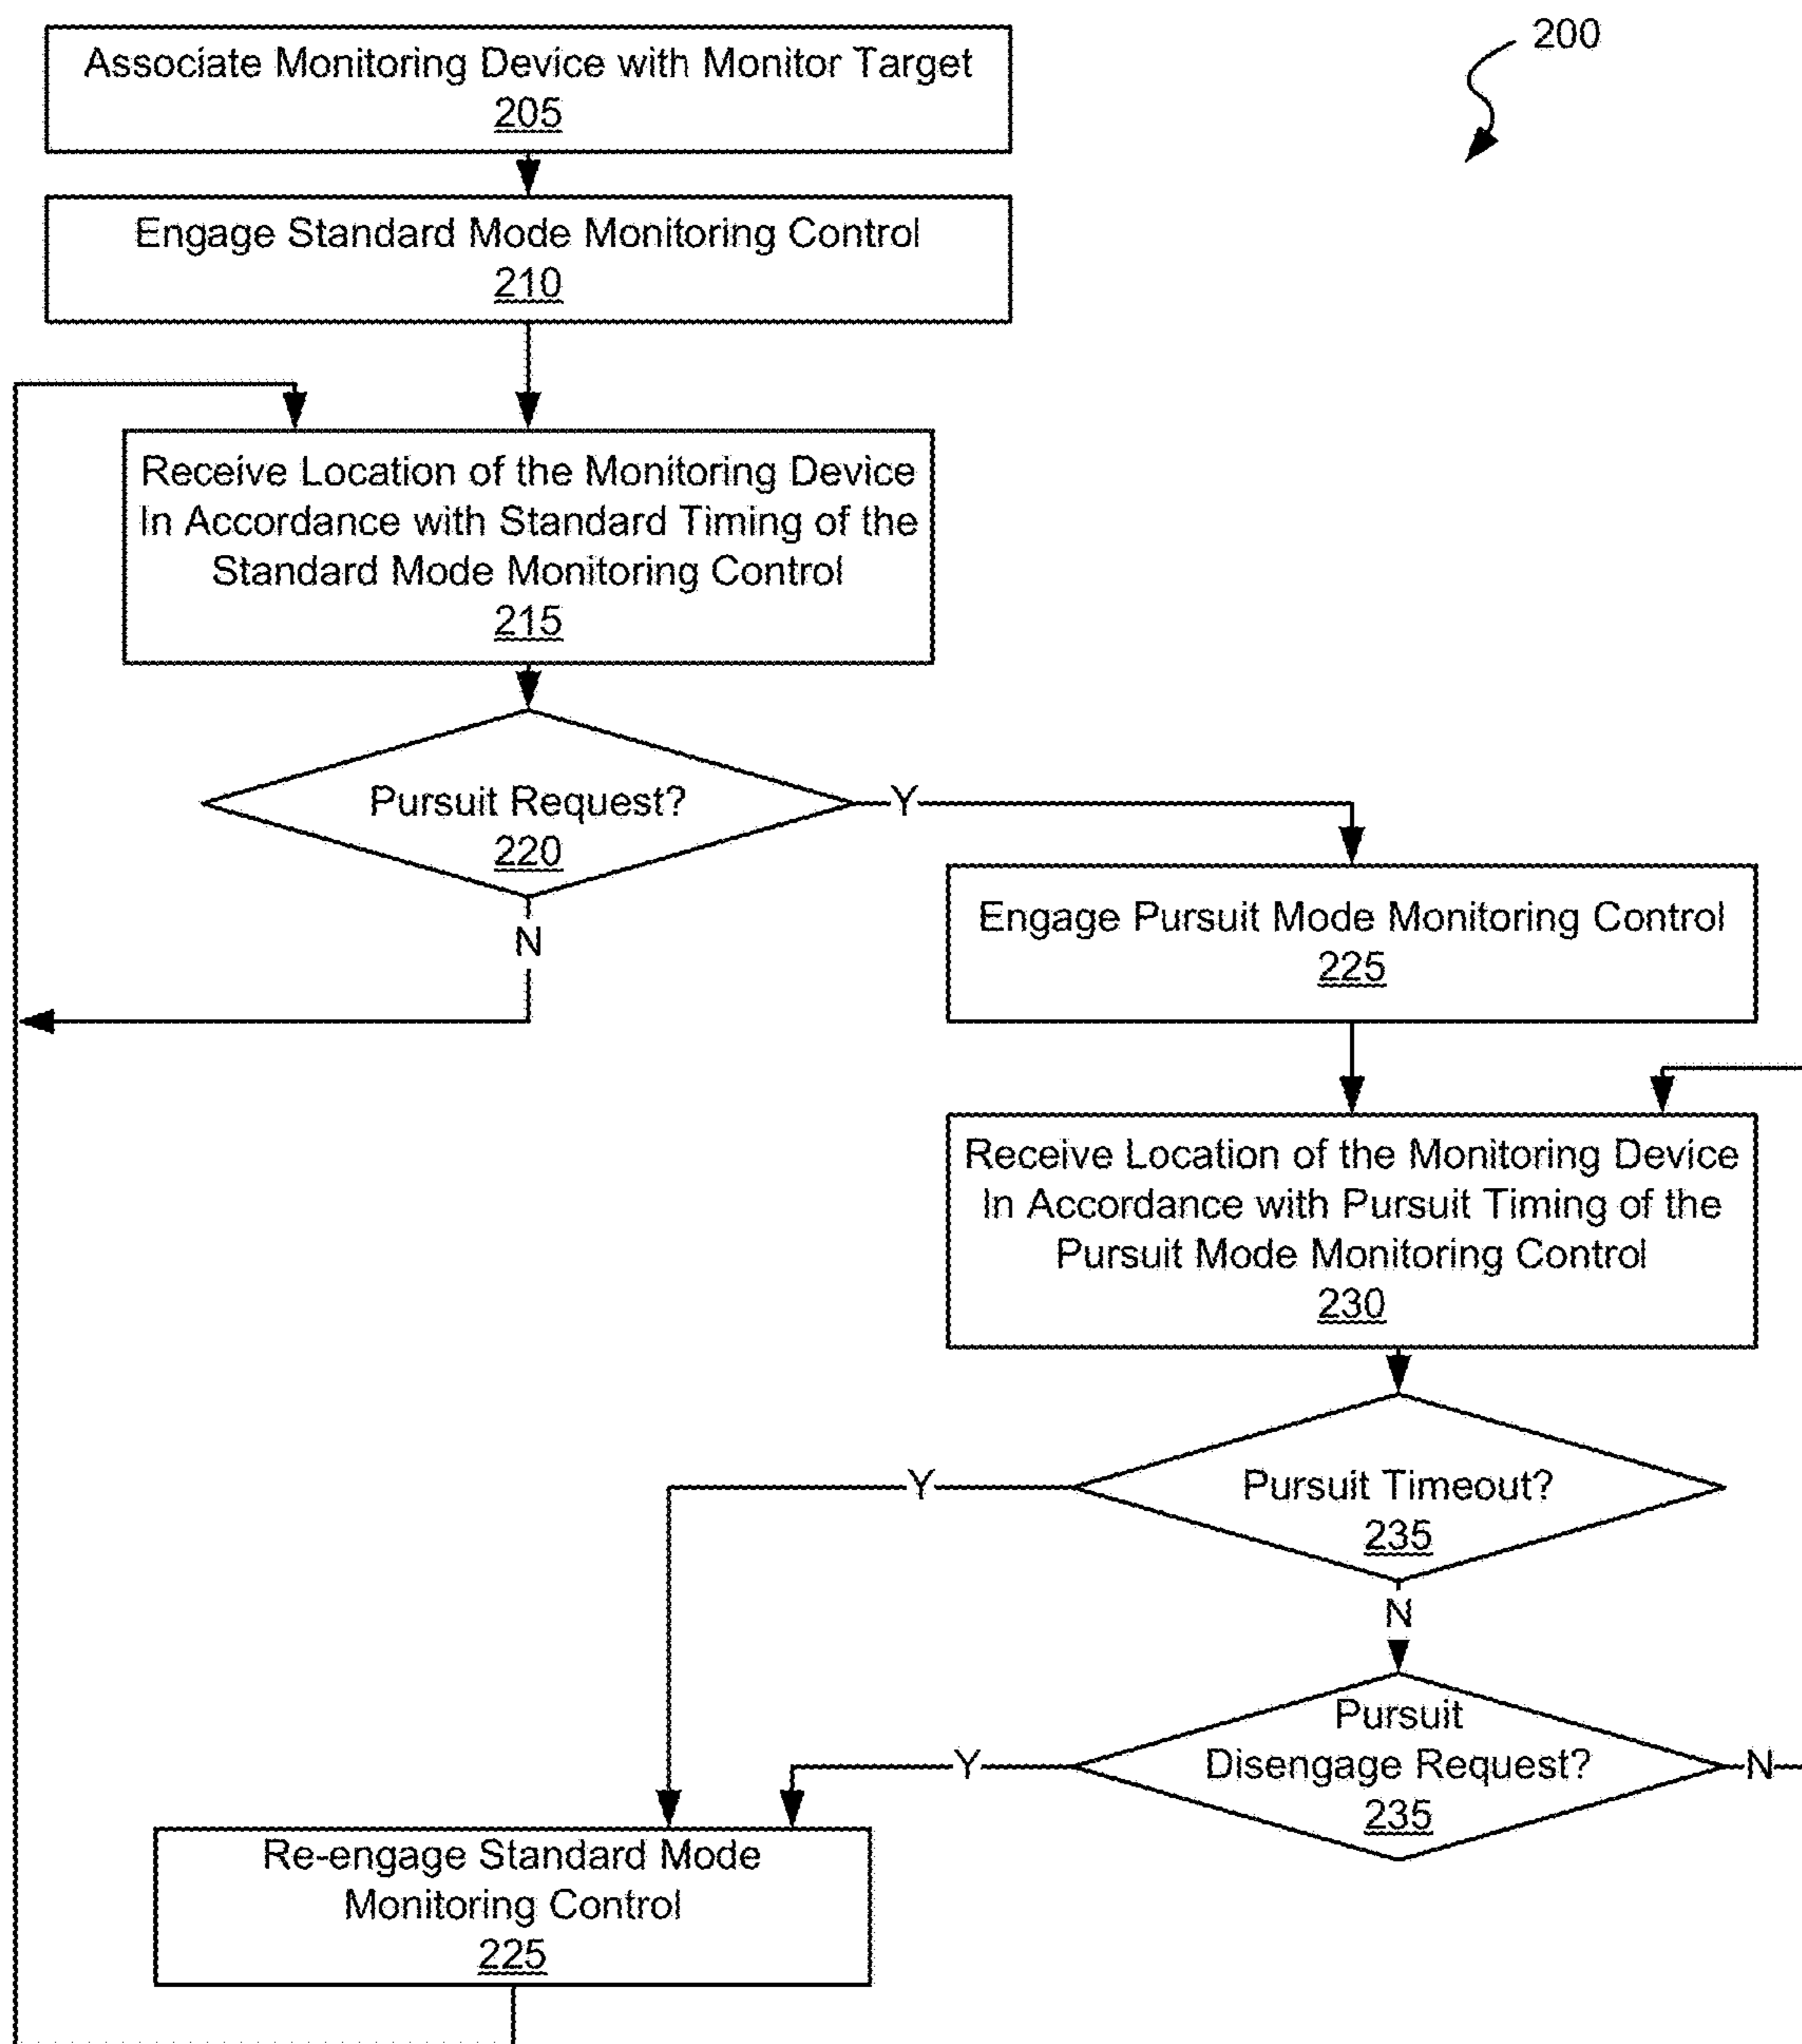 200
Associate Monitoring Device with Monitor Target
205
Engage Standard Mode Monitoring Control
210
Receive Location of the Monitoring Device
In Accordance with Standard Timing of the
Standard Mode Monitoring Control
215
Pursuit Request?
220
Y
N
Engage Pursuit Mode Monitoring Control
225
Receive Location of the Monitoring Device
In Accordance with Pursuit Timing of the
Pursuit Mode Monitoring Control
230
Pursuit Timeout?
235
Y
N
Pursuit
Disengage Request?
235
Y
N
Re-engage Standard Mode
Monitoring Control
225